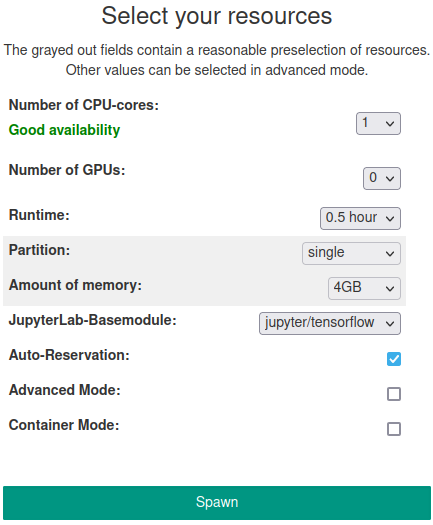 Select your resources
The grayed out fields contain a reasonable preselection of resources.
Other values can be selected in advanced mode.
Number of CPU-cores:
Good availability
1
Number of GPUs:
0
Runtime:
0.5 hour
Partition:
single
Amount of memory:
4GB
JupyterLab-Basemodule:
jupyter/tensorflow
Auto-Reservation:
Advanced Mode:
Container Mode:
Spawn